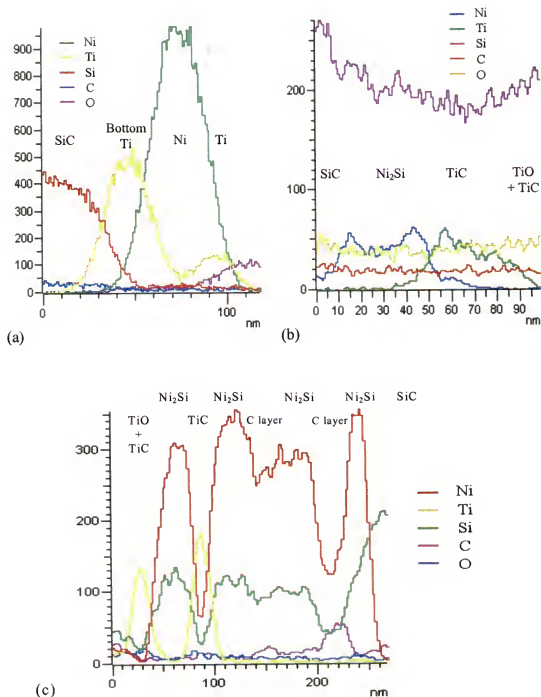 900
800
700
600
500
400
300
200
100
0
Ni
Ti
Si
C
O
SiC
Bottom
Ti
Ni
Ti
0
100
nm
(a)
Ni
Ti
Si
C
O
200
100
0
SiC
Ni₂Si
TiC
TiO
+ TiC
0 10 20 30 40 50 60 70 80 90
nm
(b)
Ni₂Si Ni₂Si Ni₂Si Ni₂Si SiC
TiO
+
TiC
TiC
C layer
C layer
300
200
100
0
Ni
Ti
Si
C
O
0 100 200
nm
(c)